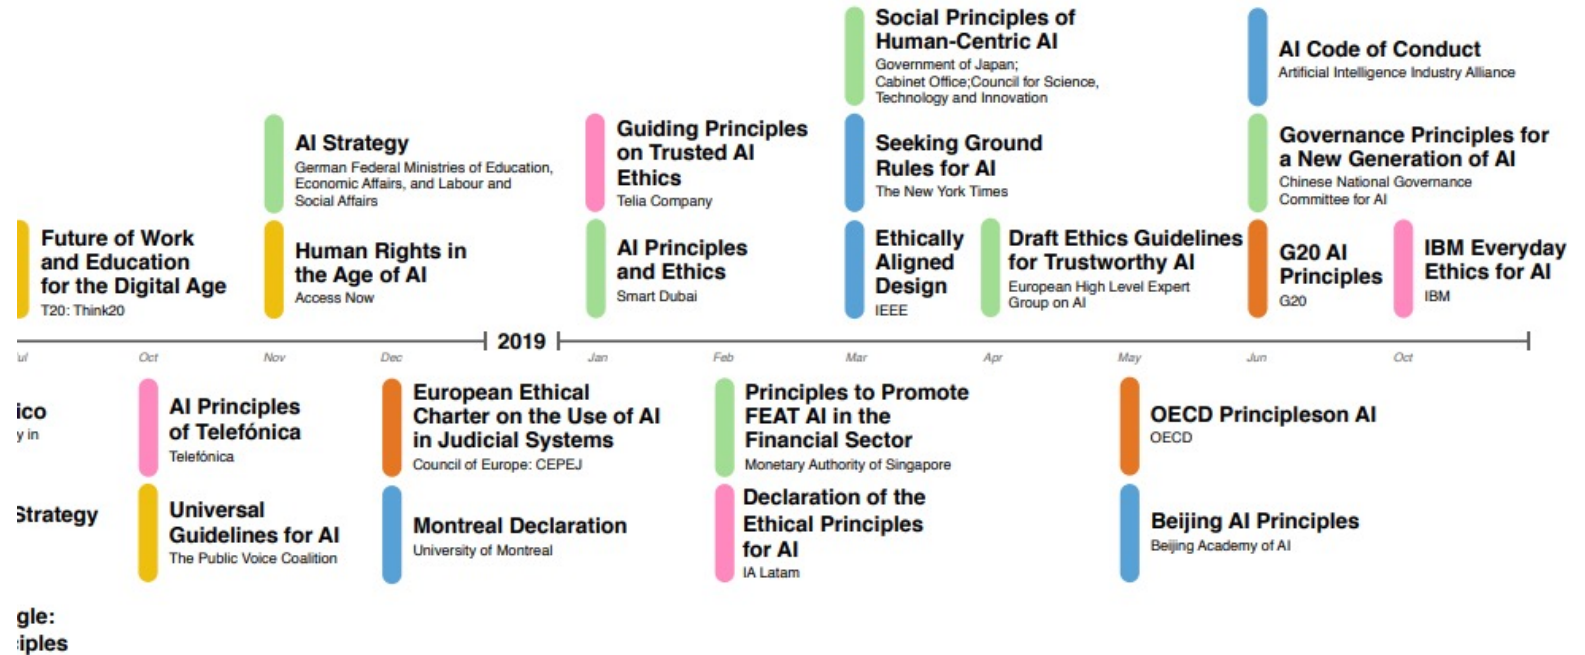 Social Principles of
Human-Centric AI
Government of Japan;
Cabinet Office;Council for Science,
Technology and Innovation
AI Code of Conduct
Artificial Intelligence Industry Alliance
AI Strategy
German Federal Ministries of Education,
Economic Affairs, and Labour and
Social Affairs
Guiding Principles
on Trusted AI
Ethics
Telia Company
Seeking Ground
Rules for AI
The New York Times
Governance Principles for
a New Generation of AI
Chinese National Governance
Committee for AI
Future of Work
and Education
for the Digital Age
T20: Think20
Human Rights in
the Age of AI
Access Now
AI Principles
and Ethics
Smart Dubai
Ethically
Aligned
Design
IEEE
Draft Ethics Guidelines
for Trustworthy AI
European High Level Expert
Group on AI
G20 AI
Principles
G20
IBM Everyday
Ethics for AI
IBM
2019
ul Oct Nov Dec Jan Feb Mar Apr May Jun Oct
ico
y in
AI Principles
of Telefónica
Telefónica
European Ethical
Charter on the Use of AI
in Judicial Systems
Council of Europe: CEPEJ
Principles to Promote
FEAT AI in the
Financial Sector
Monetary Authority of Singapore
OECD Principleson AI
OECD
Strategy
Universal
Guidelines for AI
The Public Voice Coalition
Montreal Declaration
University of Montreal
Declaration of the
Ethical Principles
for AI
IA Latam
Beijing AI Principles
Beijing Academy of AI
gle:
iples